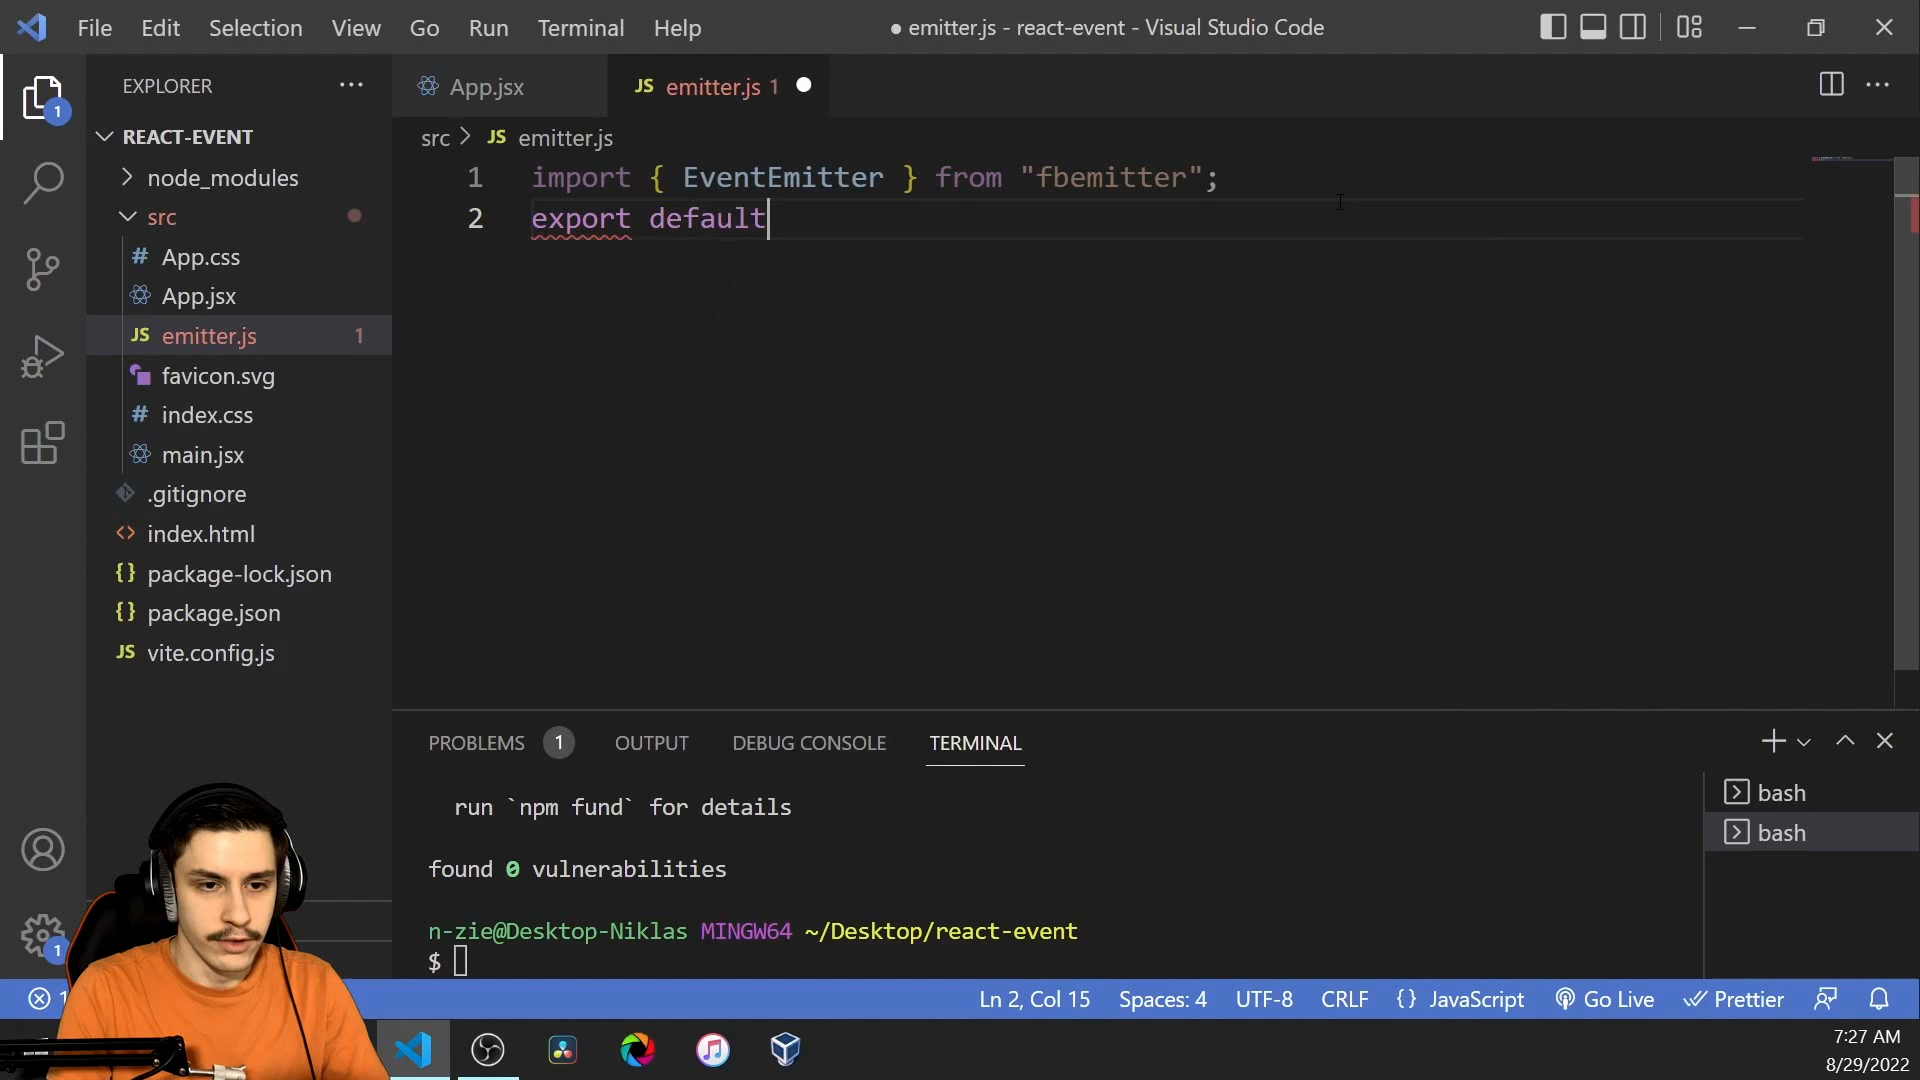 File Edit Selection View Go Run Terminal Help
● emitter.js - react-event - Visual Studio Code
EXPLORER
1
REACT-EVENT
node_modules
src
# App.css
App.jsx
JS emitter.js 1
favicon.svg
# index.css
main.jsx
.gitignore
<> index.html
{} package-lock.json
{} package.json
JS vite.config.js
App.jsx
JS emitter.js 1
src > JS emitter.js
1 import { EventEmitter } from "fbemitter";
2 export default
PROBLEMS 1 OUTPUT DEBUG CONSOLE TERMINAL
run `npm fund` for details
found 0 vulnerabilities
n-zie@Desktop-Niklas MINGW64 ~/Desktop/react-event
$
bash
bash
1
1
Ln 2, Col 15 Spaces: 4 UTF-8 CRLF {} JavaScript Go Live Prettier
7:27 AM
8/29/2022